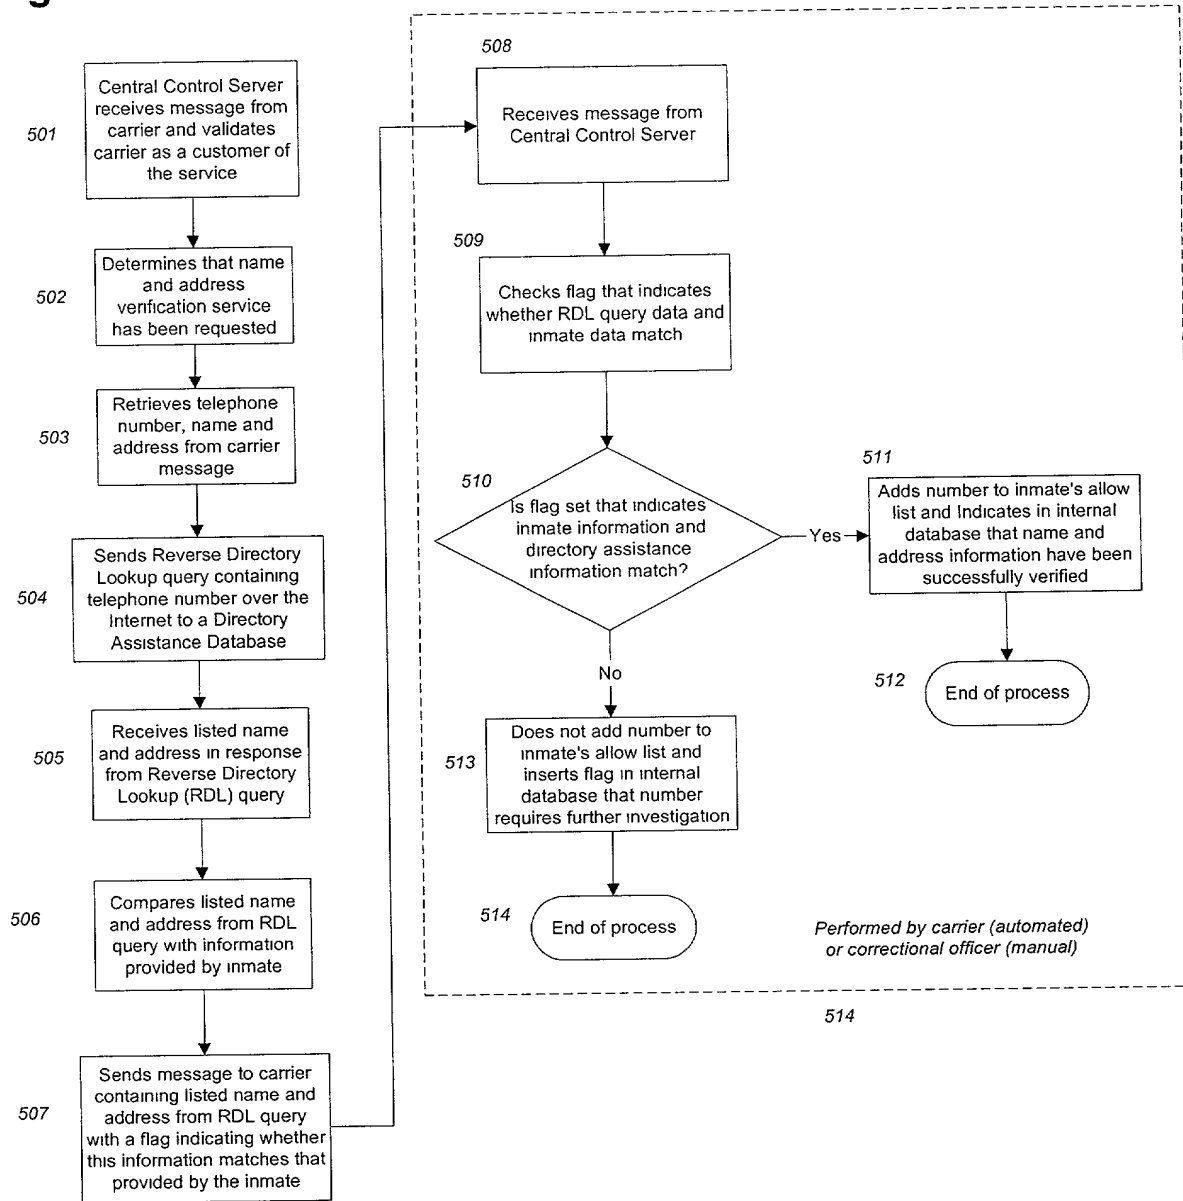 g
501
Central Control Server
receives message from
carrier and validates
carrier as a customer of
the service
502
Determines that name
and address
verification service
has been requested
503
Retrieves telephone
number, name and
address from carrier
message
504
Sends Reverse Directory
Lookup query containing
telephone number over the
Internet to a Directory
Assistance Database
505
Receives listed name
and address in response
from Reverse Directory
Lookup (RDL) query
506
Compares listed name
and address from RDL
query with information
provided by inmate
507
Sends message to carrier
containing listed name and
address from RDL query
with a flag indicating whether
this information matches that
provided by the inmate
508
Receives message from
Central Control Server
509
Checks flag that indicates
whether RDL query data and
inmate data match
510
Is flag set that indicates
inmate information and
directory assistance
information match?
Yes
511
Adds number to inmate's allow
list and Indicates in internal
database that name and
address information have been
successfully verified
512
End of process
No
513
Does not add number to
inmate's allow list and
inserts flag in internal
database that number
requires further investigation
514
End of process
Performed by carrier (automated)
or correctional officer (manual)
514